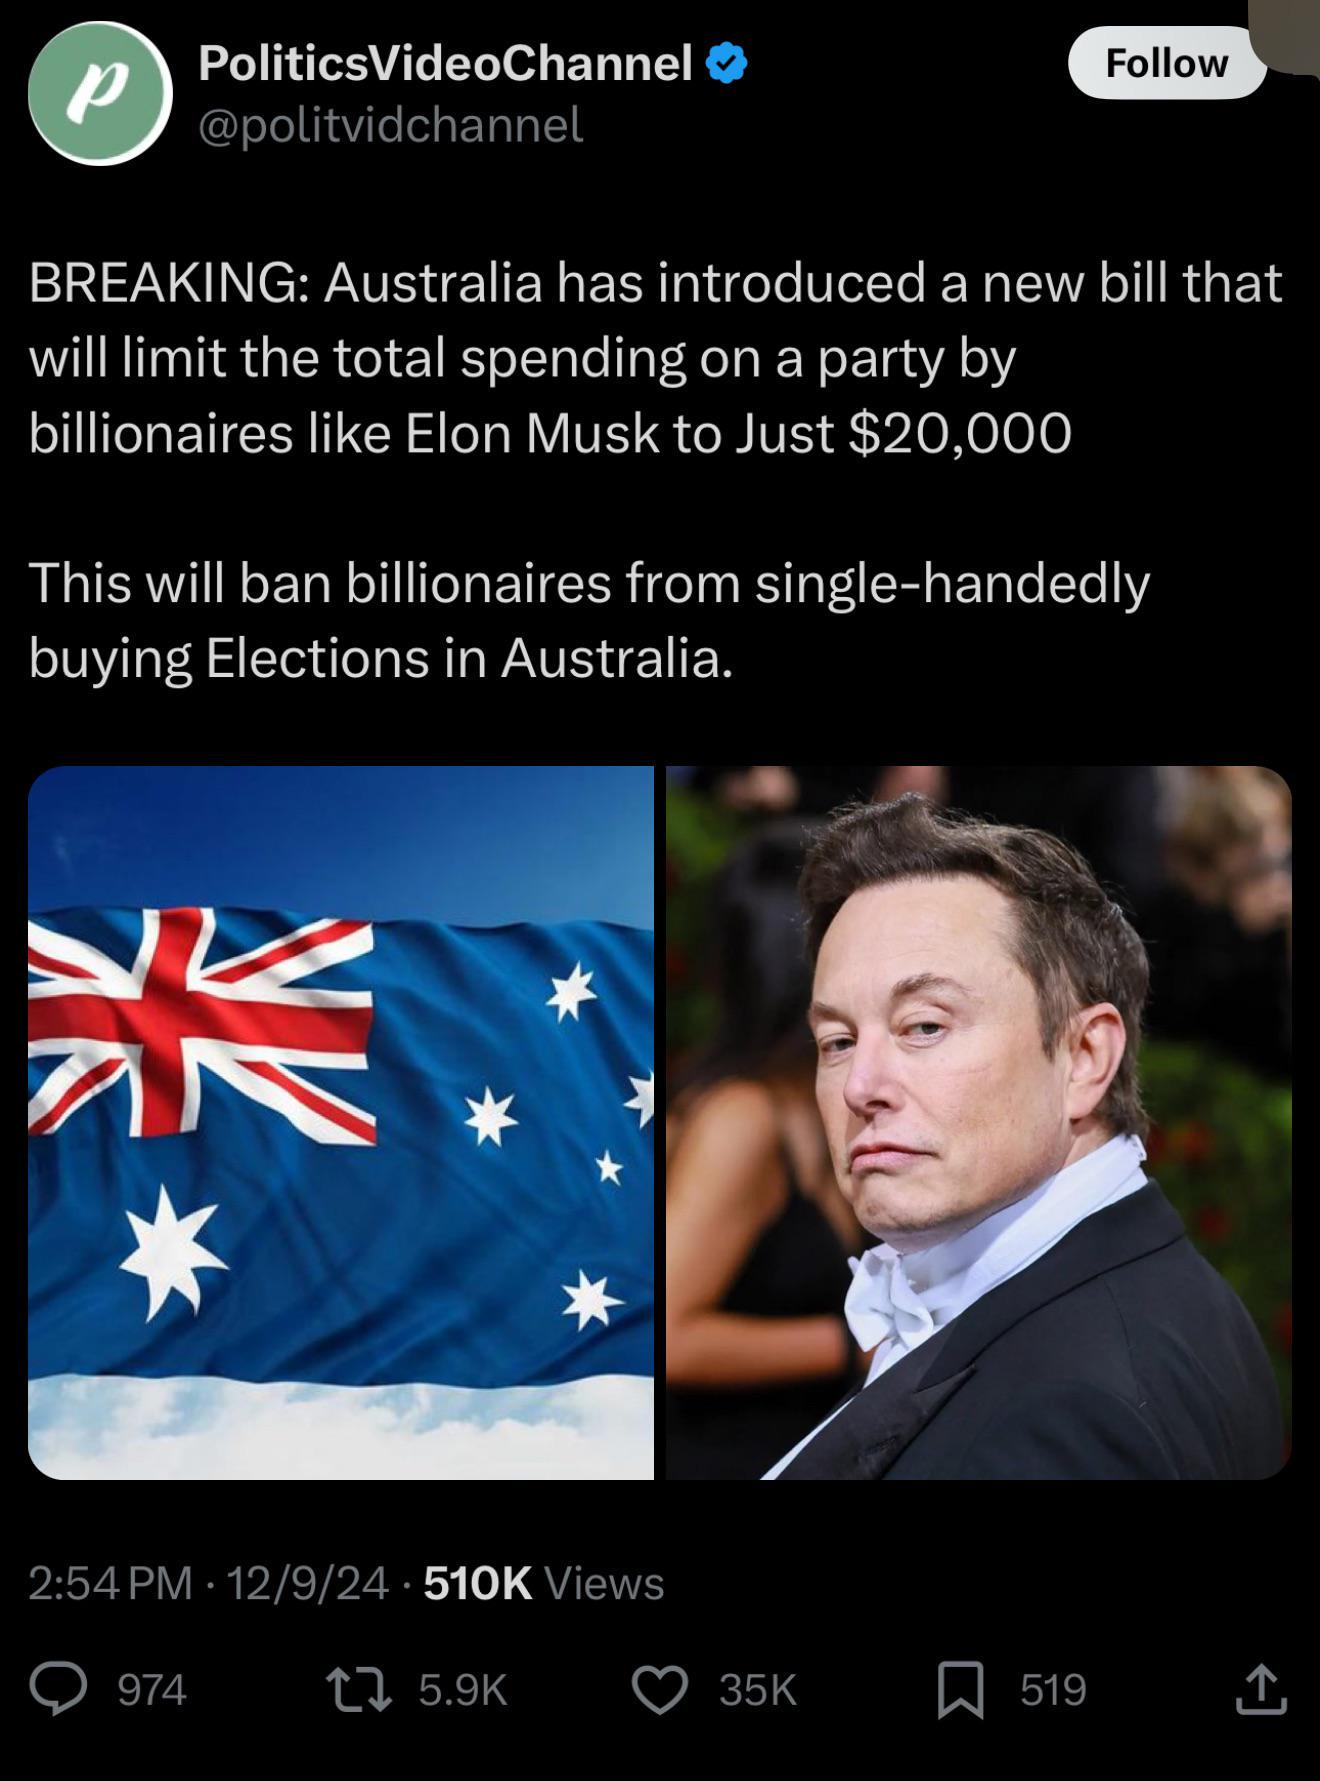 PoliticsVideoChannel
@politvidchannel
Follow
BREAKING: Australia has introduced a new bill that
will limit the total spending on a party by
billionaires like Elon Musk to Just $20,000
This will ban billionaires from single-handedly
buying Elections in Australia.
2:54 PM · 12/9/24 · 510K Views
974 5.9K 35K 519